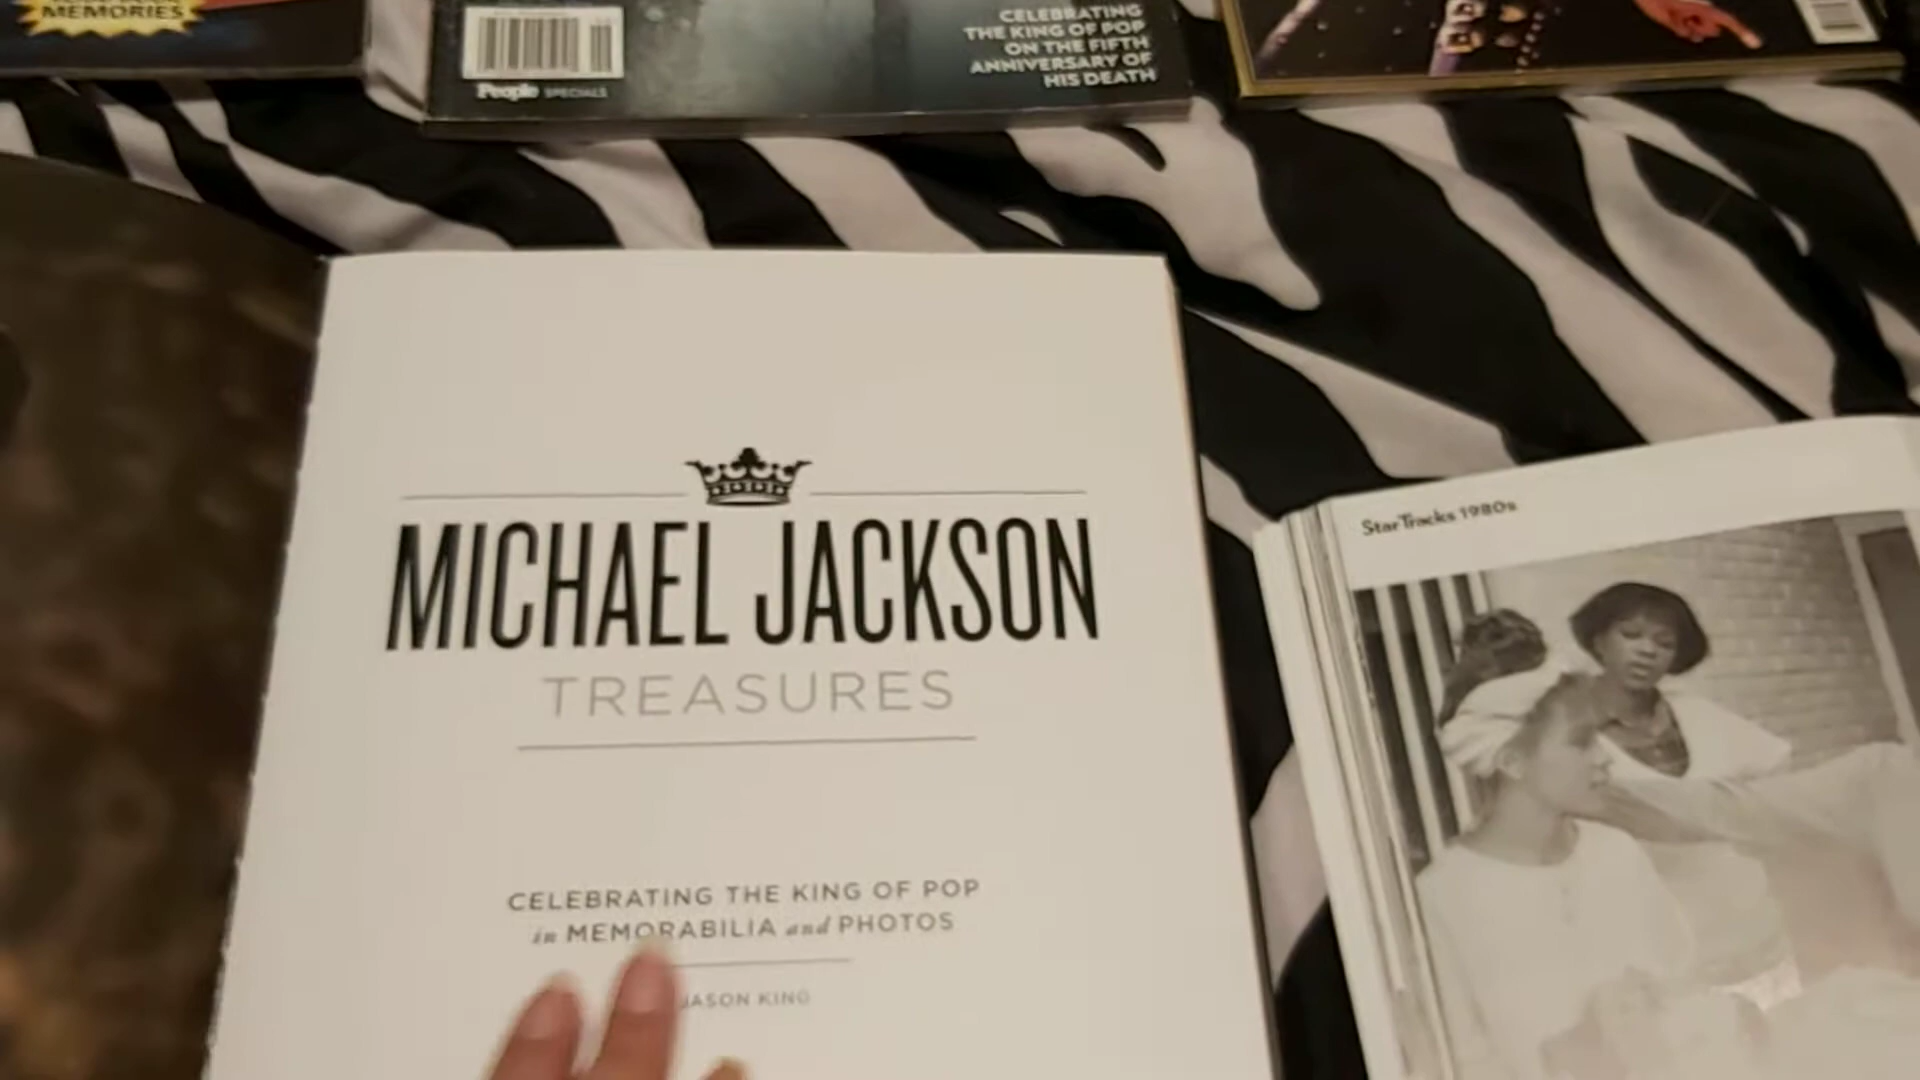 MEMORIES
CELEBRATING
THE KING OF POP
ON THE FIFTH
ANNIVERSARY OF
HIS DEATH
People SPECIALS
MICHAEL JACKSON
TREASURES
CELEBRATING THE KING OF POP
in MEMORABILIA and PHOTOS
JASON KING
StarTracks 1980s